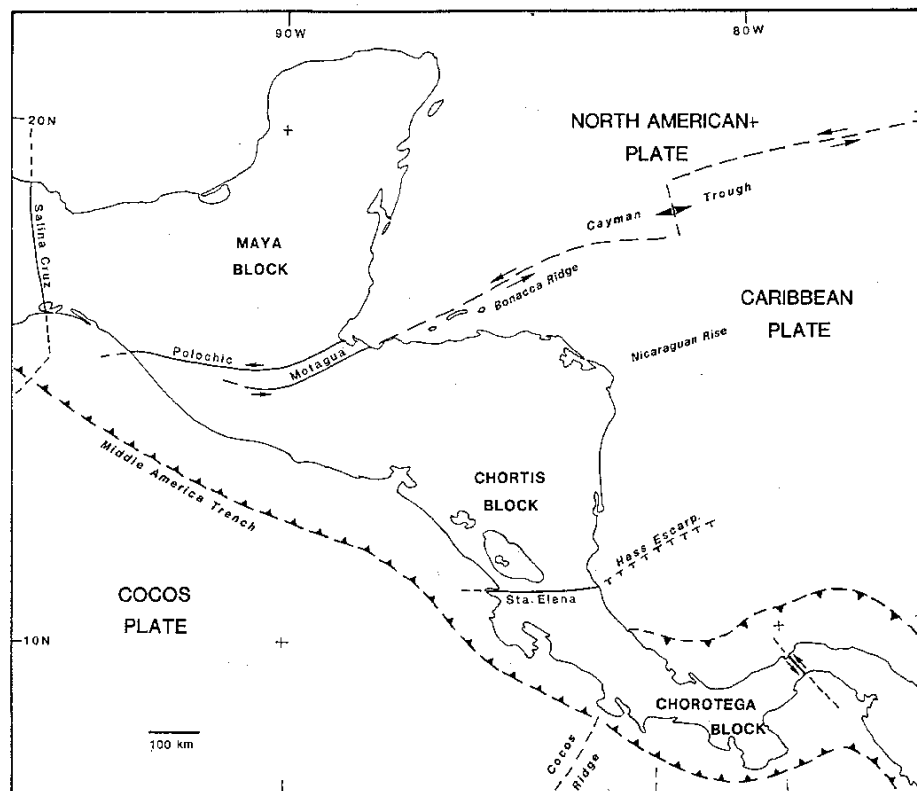 90W
80W
20N
NORTH AMERICAN
PLATE
Salina Cruz
Cayman
Trough
MAYA
BLOCK
Bonacca Ridge
CARIBBEAN
PLATE
Polochic
Motagua
Nicaraguan Rise
Middle America Trench
CHORTIS
BLOCK
Hess Escarp.
COCOS
PLATE
Sta. Elena
10N
CHOROTEGA
BLOCK
100 km
Cocos
Ridge